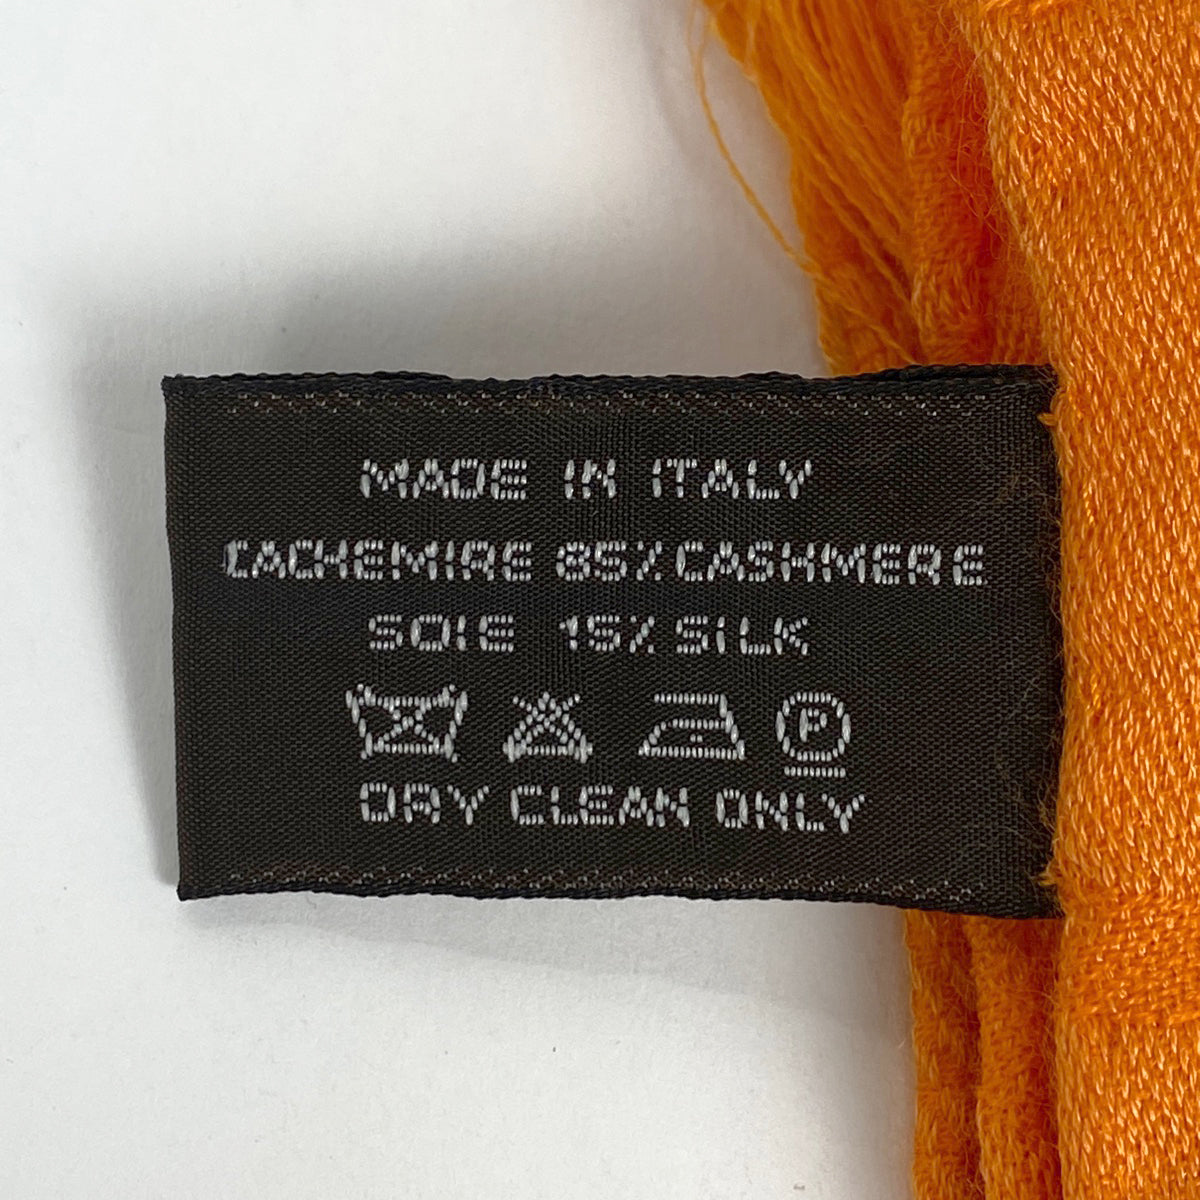 MADE IN ITALY
CACHEMIRE 85% CASHMERE
SOIE 15% SILK
P
DRY CLEAN ONLY